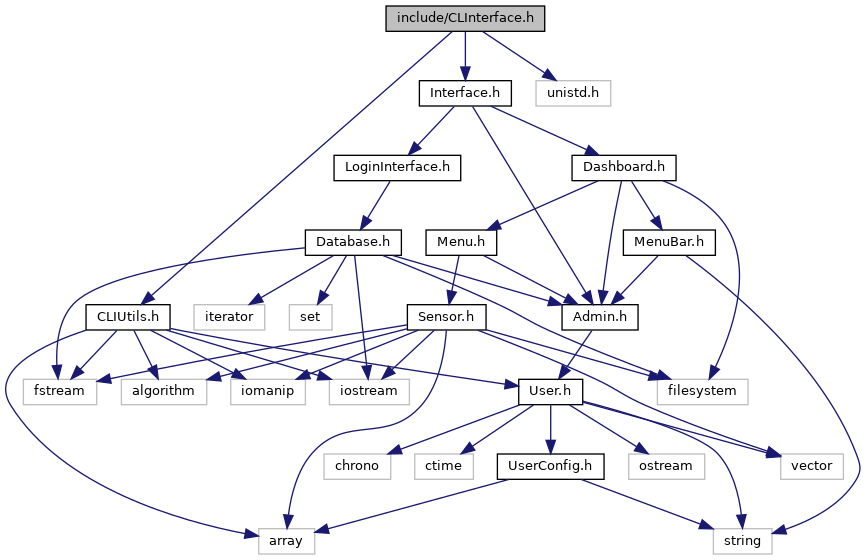 include/CLInterface.h
Interface.h
unistd.h
LoginInterface.h
Dashboard.h
Database.h
Menu.h
MenuBar.h
CLIUtils.h
iterator
set
Sensor.h
Admin.h
fstream
algorithm
iomanip
iostream
User.h
filesystem
chrono
ctime
UserConfig.h
ostream
vector
array
string